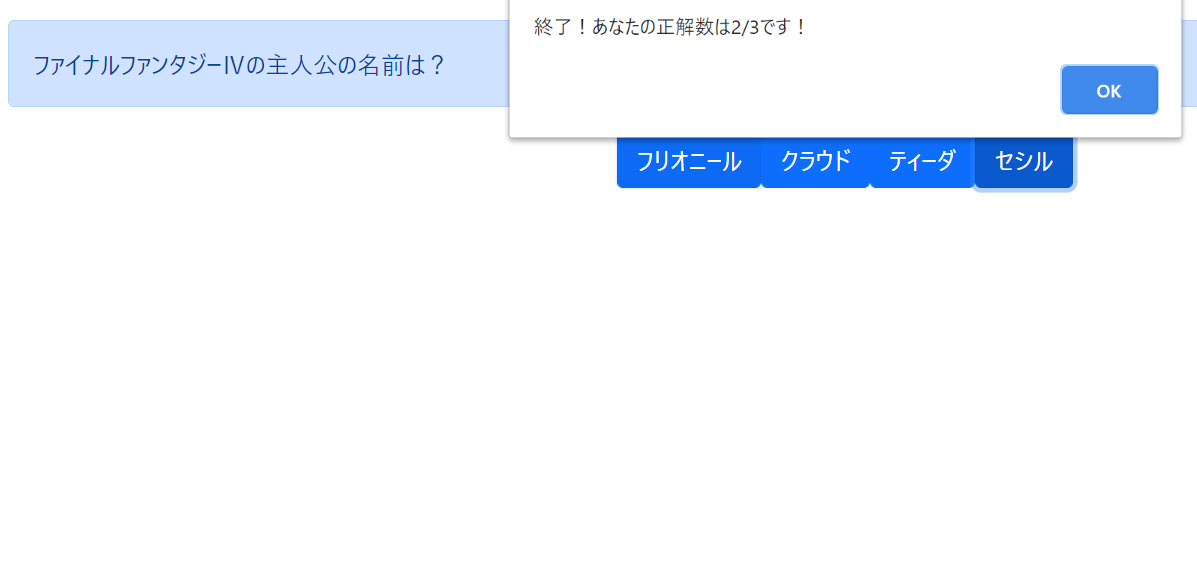 終了！あなたの正解数は2/3です！
OK
ファイナルファンタジーIVの主人公の名前は？
フリオニール
クラウド
ティーダ
セシル